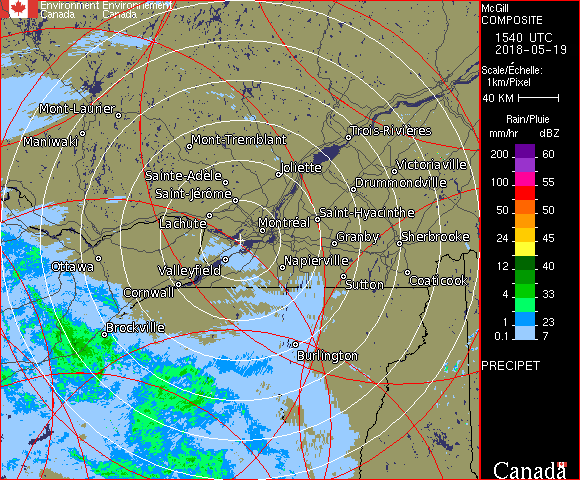 Environment Environnement
Canada Canada
McGill
COMPOSITE
1540 UTC
2018-05-19
Scale/Échelle:
1km/Pixel
40 KM
Rain/Pluie
mm/hr dBZ
200 60
100 55
50 50
24 45
12 40
4 33
1 23
0.1 7
PRECIPET
Mont-Laurier
Maniwaki
Mont-Tremblant
Trois-Rivières
Joliette
Victoriaville
Sainte-Adèle
Drummondville
Saint-Jérôme
Saint-Hyacinthe
Lachute
Montréal
Granby
Sherbrooke
Ottawa
Valleyfield
Napierville
Cornwall
Sutton
Coaticook
Brockville
Burlington
Canada